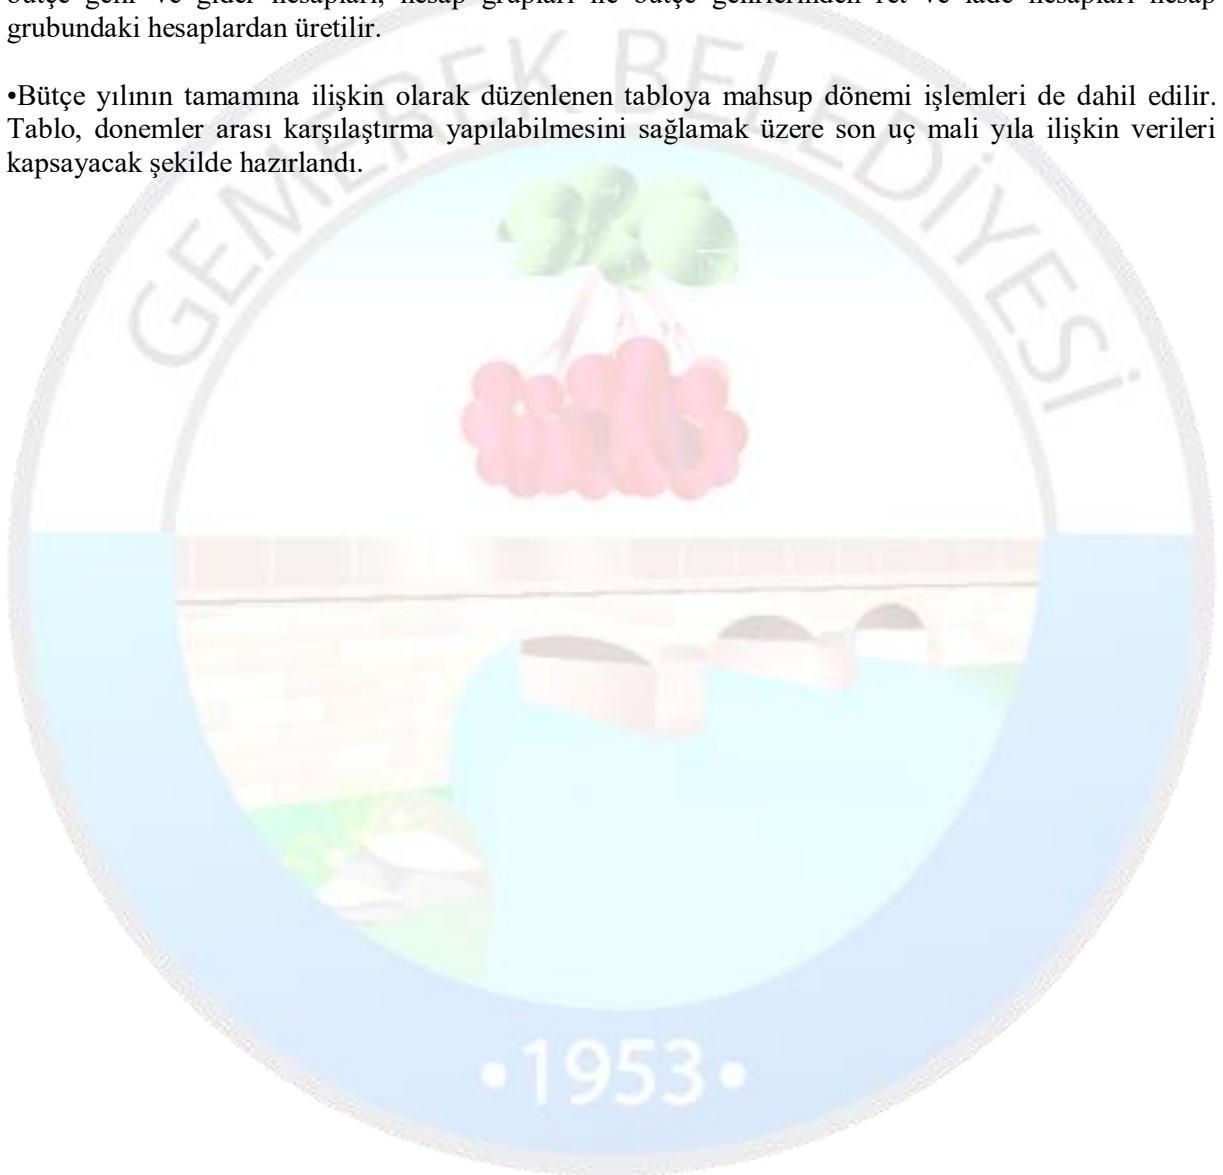 bütçe gelir ve gider hesapları, hesap grupları ile bütçe gelirlerinden ret ve iade hesapları hesap
grubundaki hesaplardan üretilir.
•Bütçe yılının tamamına ilişkin olarak düzenlenen tabloya mahsup dönemi işlemleri de dahil edilir.
Tablo, donemler arası karşılaştırma yapılabilmesini sağlamak üzere son uç mali yıla ilişkin verileri
kapsayacak şekilde hazırlandı.
GEMEREK BELEDİYESİ
•1953•